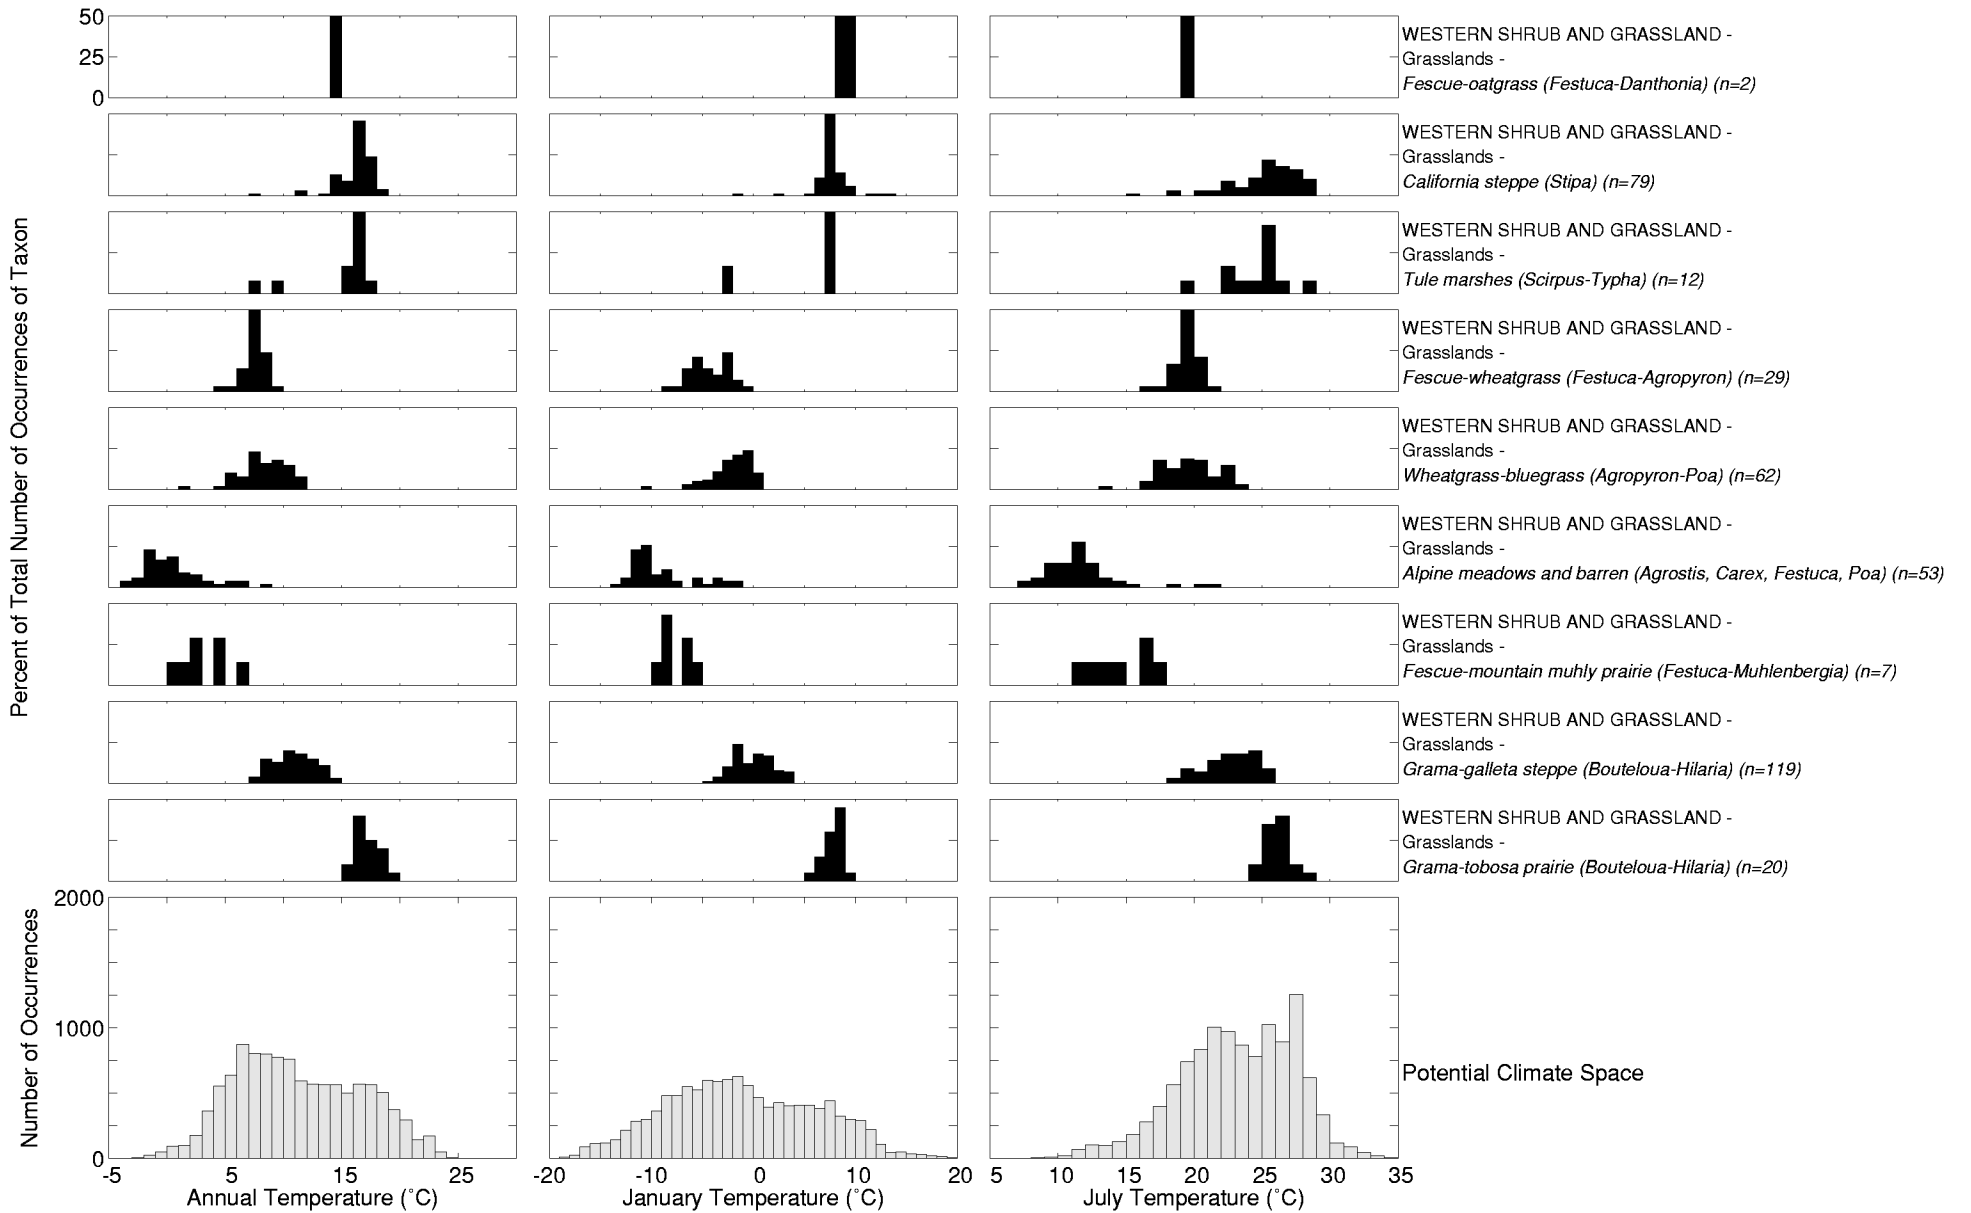 50
25
0
WESTERN SHRUB AND GRASSLAND -
Grasslands -
Fescue-oatgrass (Festuca-Danthonia) (n=2)
WESTERN SHRUB AND GRASSLAND -
Grasslands -
California steppe (Stipa) (n=79)
WESTERN SHRUB AND GRASSLAND -
Grasslands -
Tule marshes (Scirpus-Typha) (n=12)
WESTERN SHRUB AND GRASSLAND -
Grasslands -
Fescue-wheatgrass (Festuca-Agropyron) (n=29)
WESTERN SHRUB AND GRASSLAND -
Grasslands -
Wheatgrass-bluegrass (Agropyron-Poa) (n=62)
WESTERN SHRUB AND GRASSLAND -
Grasslands -
Alpine meadows and barren (Agrostis, Carex, Festuca, Poa) (n=53)
WESTERN SHRUB AND GRASSLAND -
Grasslands -
Fescue-mountain muhly prairie (Festuca-Muhlenbergia) (n=7)
WESTERN SHRUB AND GRASSLAND -
Grasslands -
Grama-galleta steppe (Bouteloua-Hilaria) (n=119)
WESTERN SHRUB AND GRASSLAND -
Grasslands -
Grama-tobosa prairie (Bouteloua-Hilaria) (n=20)
Percent of Total Number of Occurrences of Taxon
2000
1000
0
Number of Occurrences
Potential Climate Space
-5 5 15 25
-20 -10 0 10 20
5 10 15 20 25 30 35
Annual Temperature (˚C)
January Temperature (˚C)
July Temperature (˚C)